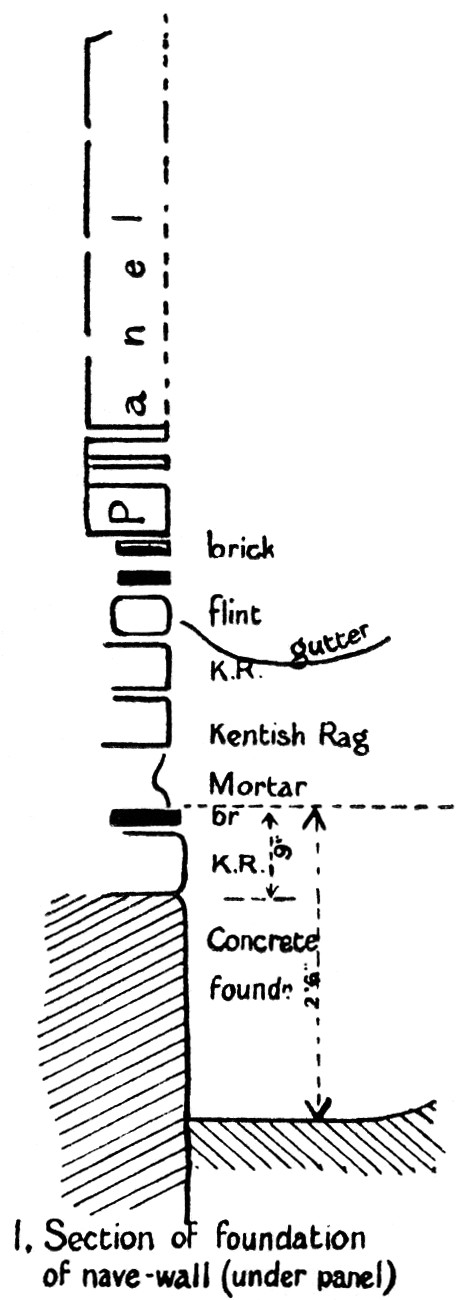 Panel
brick
flint
gutter
K.R.
Kentish Rag
Mortar
br
K.R. 9"
Concrete
foundn. 2'6"
1. Section of foundation
of nave-wall (under panel)